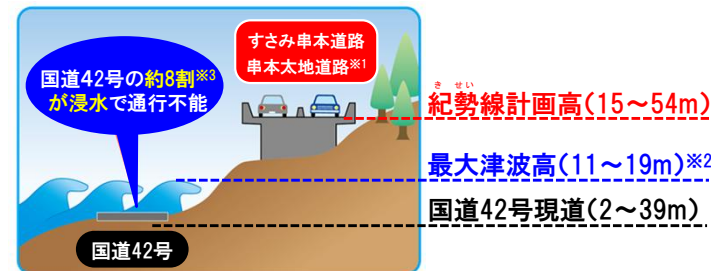 すさみ串本道路
串本太地道路※1
国道42号の約8割※3
が浸水で通行不能
きせい
紀勢線計画高(15～54m)
最大津波高(11～19m)※2
国道42号現道(2～39m)
国道42号